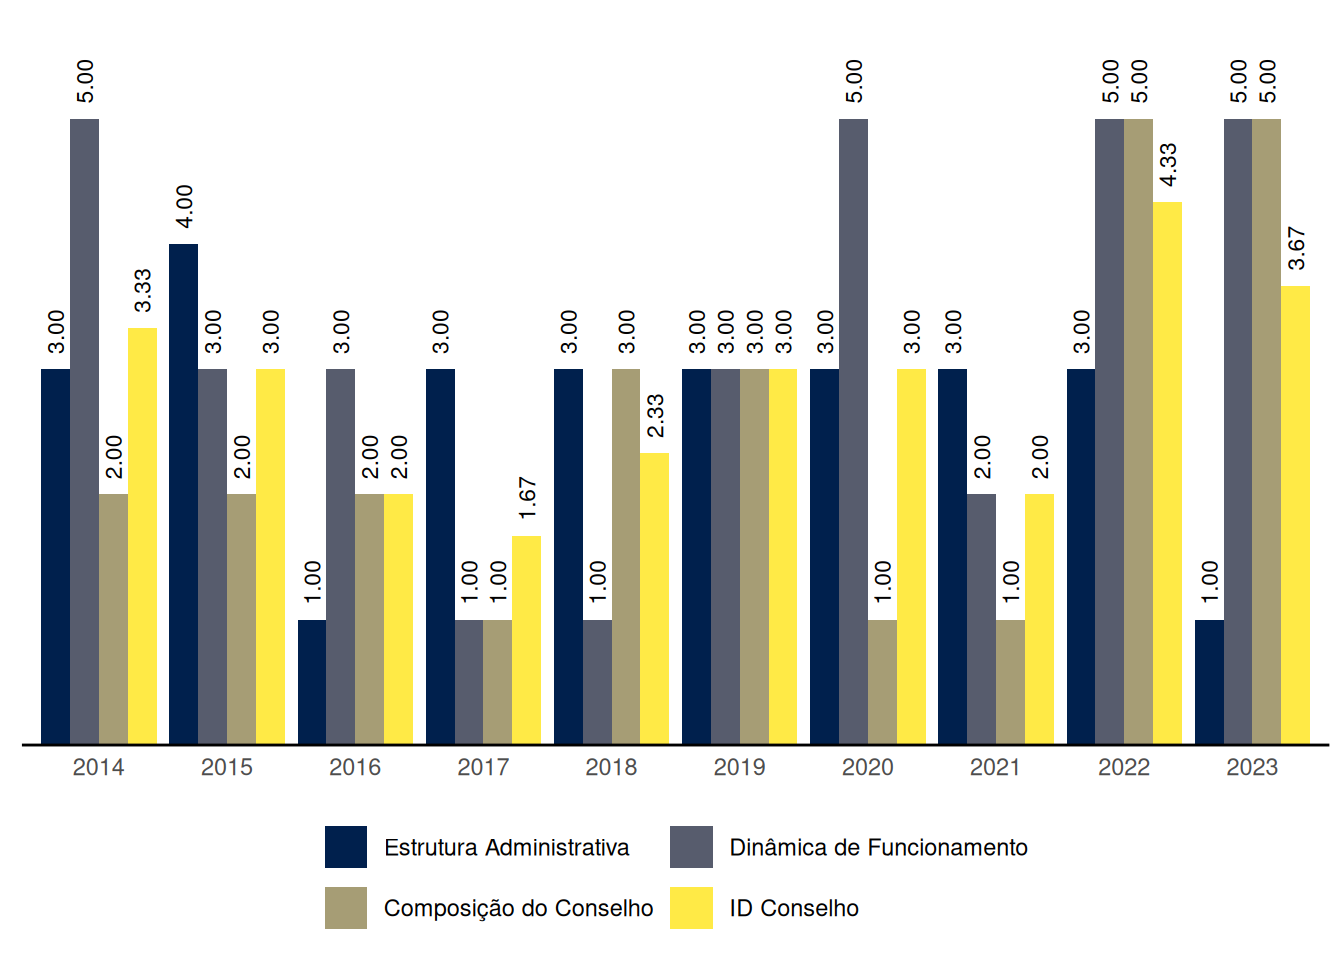 5.00 5.00 5.00 5.00 5.00 5.00
4.33
4.00
3.67
3.33
3.00 3.00 3.00 3.00 3.00 3.00 3.00 3.00 3.00 3.00 3.00 3.00 3.00 3.00 3.00 3.00
2.33
2.00 2.00 2.00 2.00 2.00 2.00
1.67
1.00 1.00 1.00 1.00 1.00 1.00 1.00
2014 2015 2016 2017 2018 2019 2020 2021 2022 2023
Estrutura Administrativa Dinâmica de Funcionamento
Composição do Conselho ID Conselho